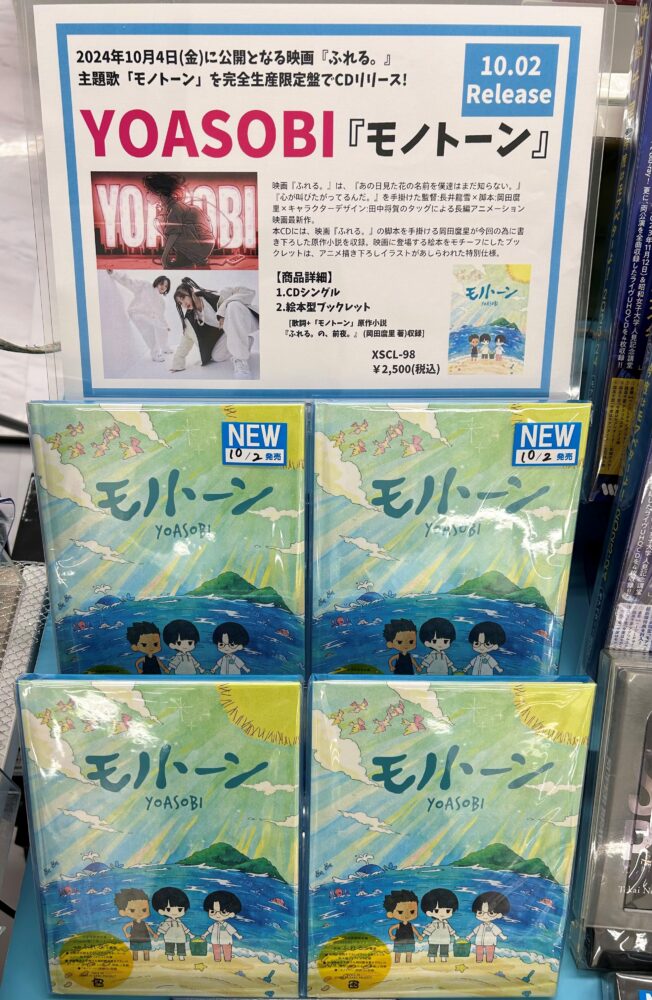 2024年10月4日(金)に公開となる映画『ふれる。』
主題歌「モノトーン」を完全生産限定盤でCDリリース!
10.02
Release
YOASOBI『モノトーン』
YOASOBI
映画『ふれる。』は、『あの日見た花の名前を僕達はまだ知らない。』
『心が叫びたがってるんだ。』を手掛けた監督:長井龍雪×脚本:岡田麿
里×キャラクターデザイン:田中将賀のタッグによる長編アニメーション
映画最新作。
本CDには、映画『ふれる。』の脚本を手掛ける岡田麿里が今回の為に書
き下ろした原作小説を収録。映画に登場する絵本をモチーフにしたブッ
クレットは、アニメ描き下ろしイラストがあしらわれた特別仕様。
【商品詳細】
1.CDシングル
2.絵本型ブックレット
[歌詞+「モノトーン」原作小説
『ふれる。の、前夜。』(岡田麿里 著)収録]
モノトーン
XSCL-98
¥2,500(税込)
NEW
10/2発売
モノトーン
YOASOBI
NEW
10/2発売
モノトーン
YOASOBI
モノトーン
YOASOBI
モノトーン
YOASOBI